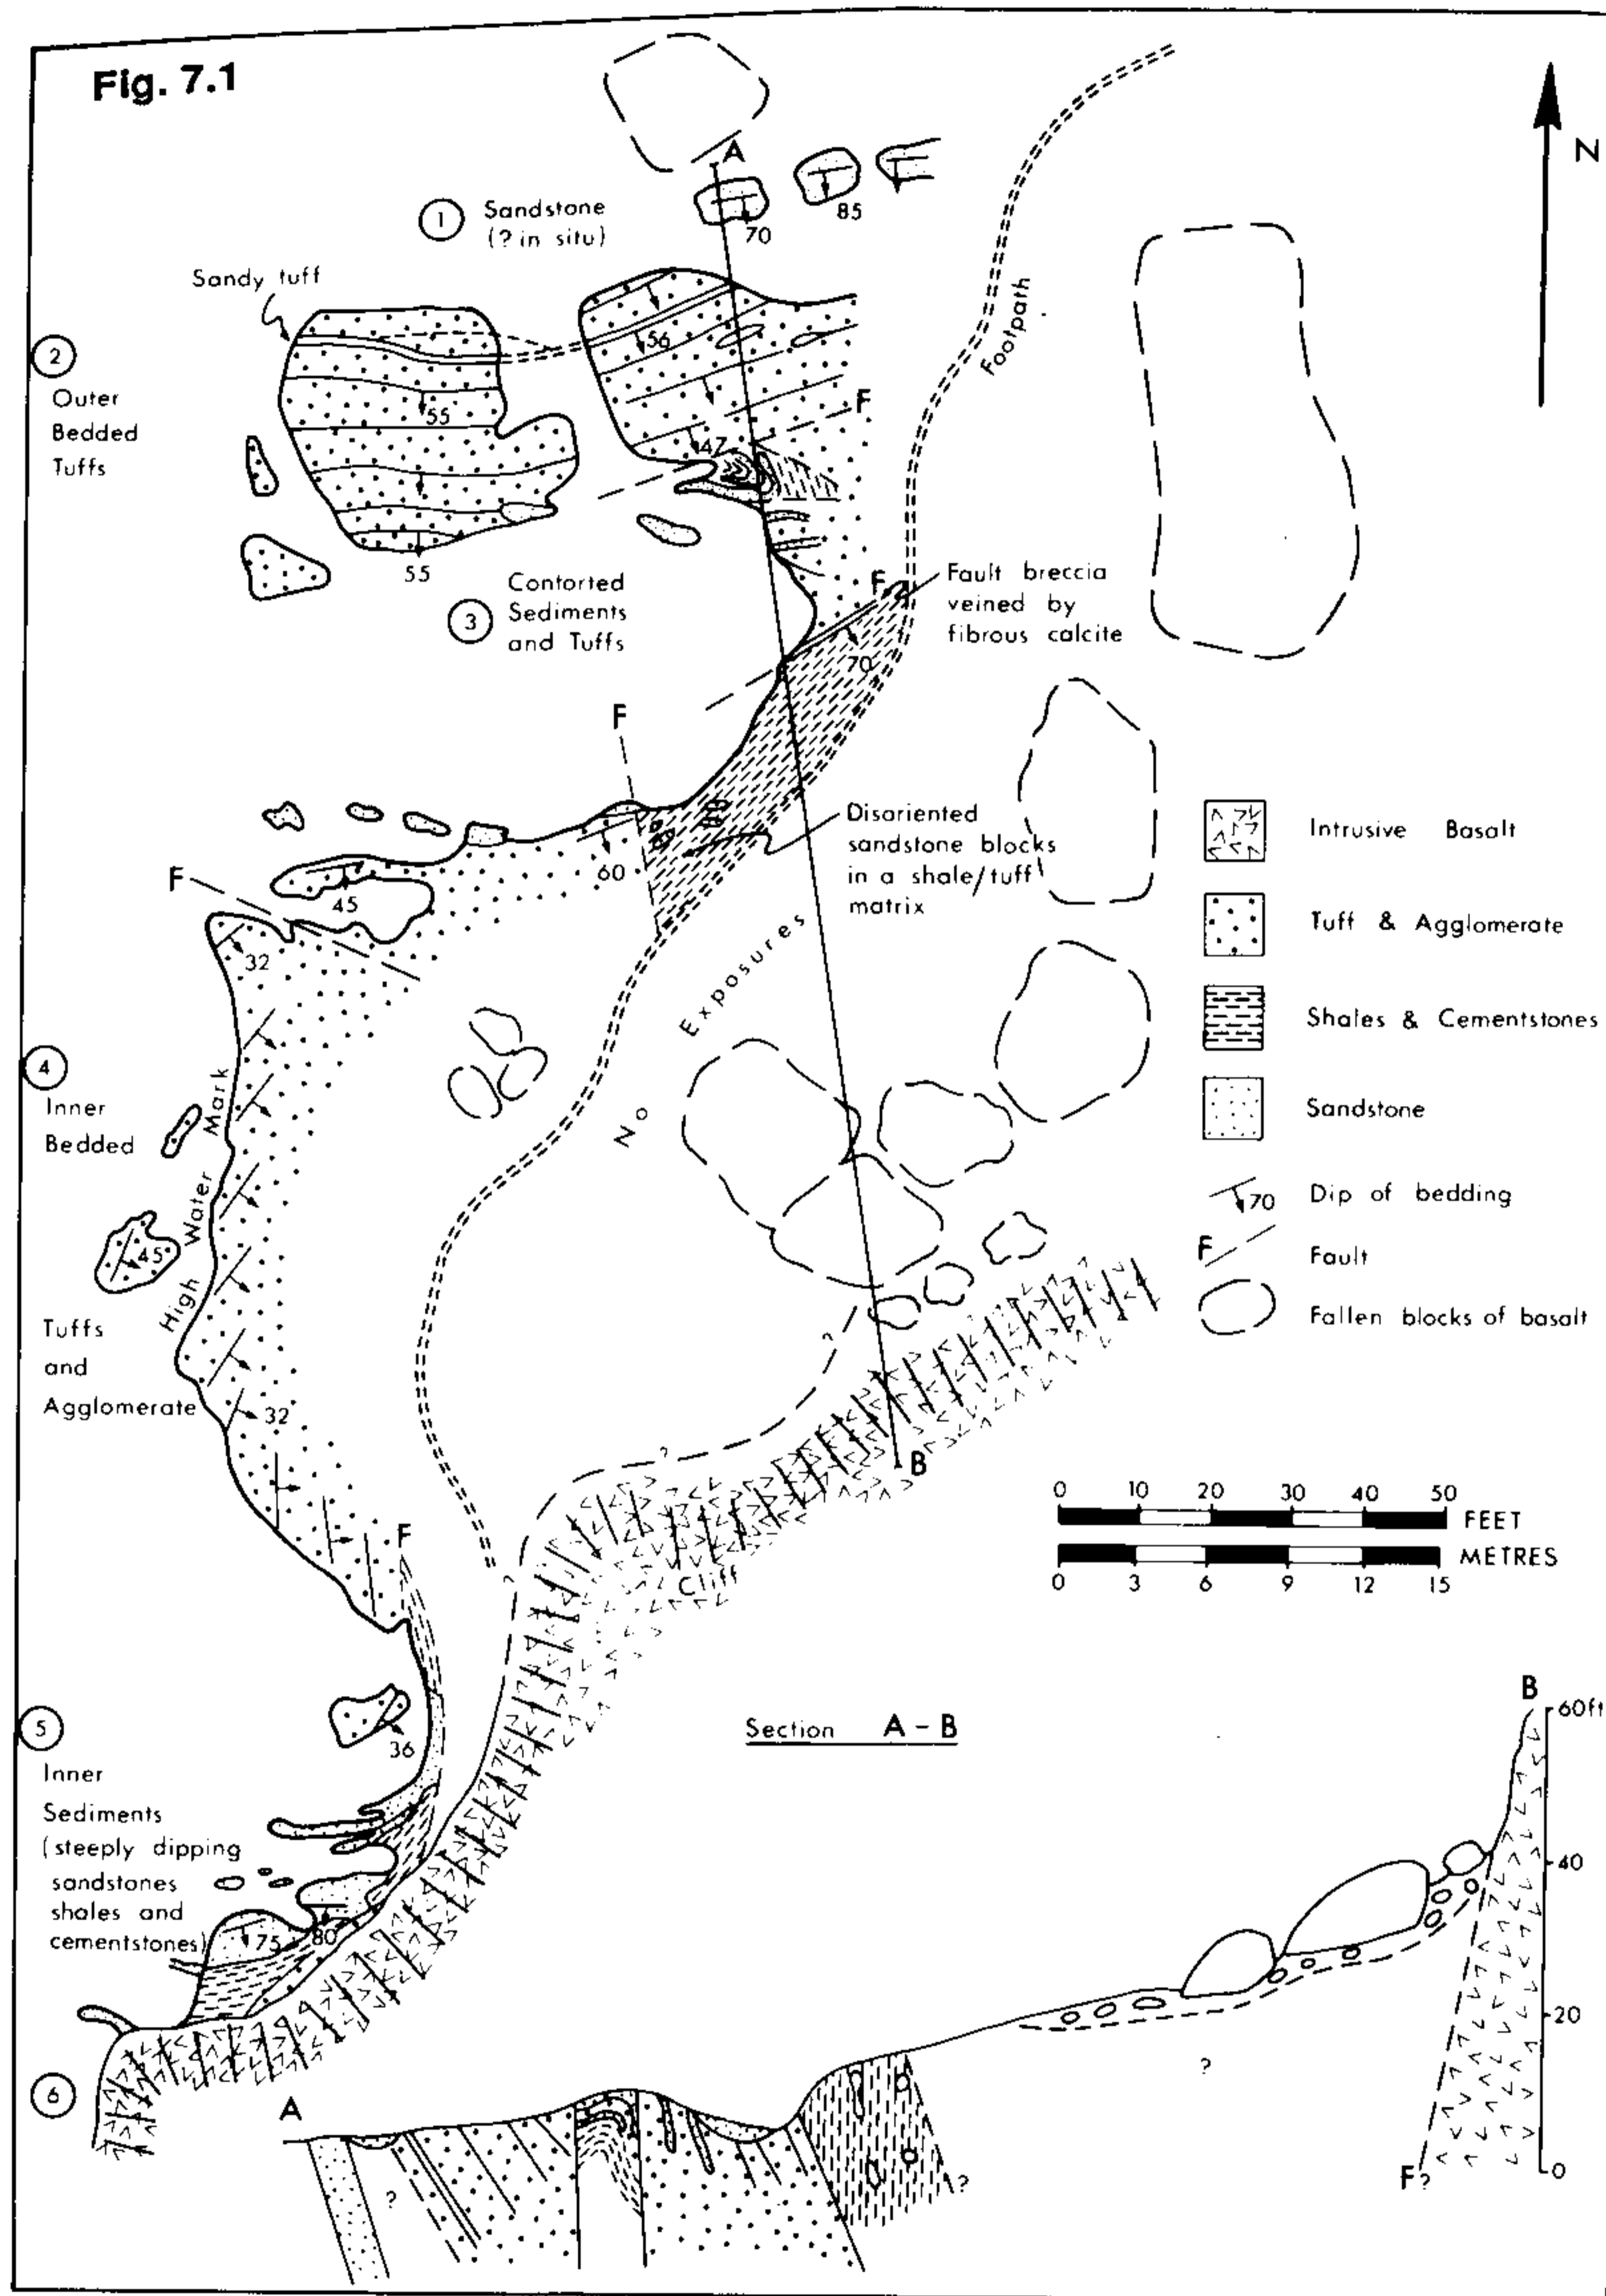 Fig. 7.1
N
A
1
Sandstone
(? in situ)
70
85
Sandy tuff
2
Outer
Bedded
Tuffs
56
55
47
F
55
Footpath
3
Contorted
Sediments
and Tuffs
F
Fault breccia
veined by
fibrous calcite
70
F
60
Disoriented
sandstone blocks
in a shale/tuff
matrix
F
45
32
No Exposures
4
Inner
Bedded
Tuffs
and
Agglomerate
High Water Mark
45
32
?
?
?
B
Cliff
F
36
5
Inner
Sediments
(steeply dipping
sandstones
shales and
cementstones)
75
80
6
Intrusive Basalt
Tuff & Agglomerate
Shales & Cementstones
Sandstone
70 Dip of bedding
F Fault
Fallen blocks of basalt
0 10 20 30 40 50
FEET
METRES
0 3 6 9 12 15
Section A – B
B
60ft
40
20
0
A
?
?
?
F?